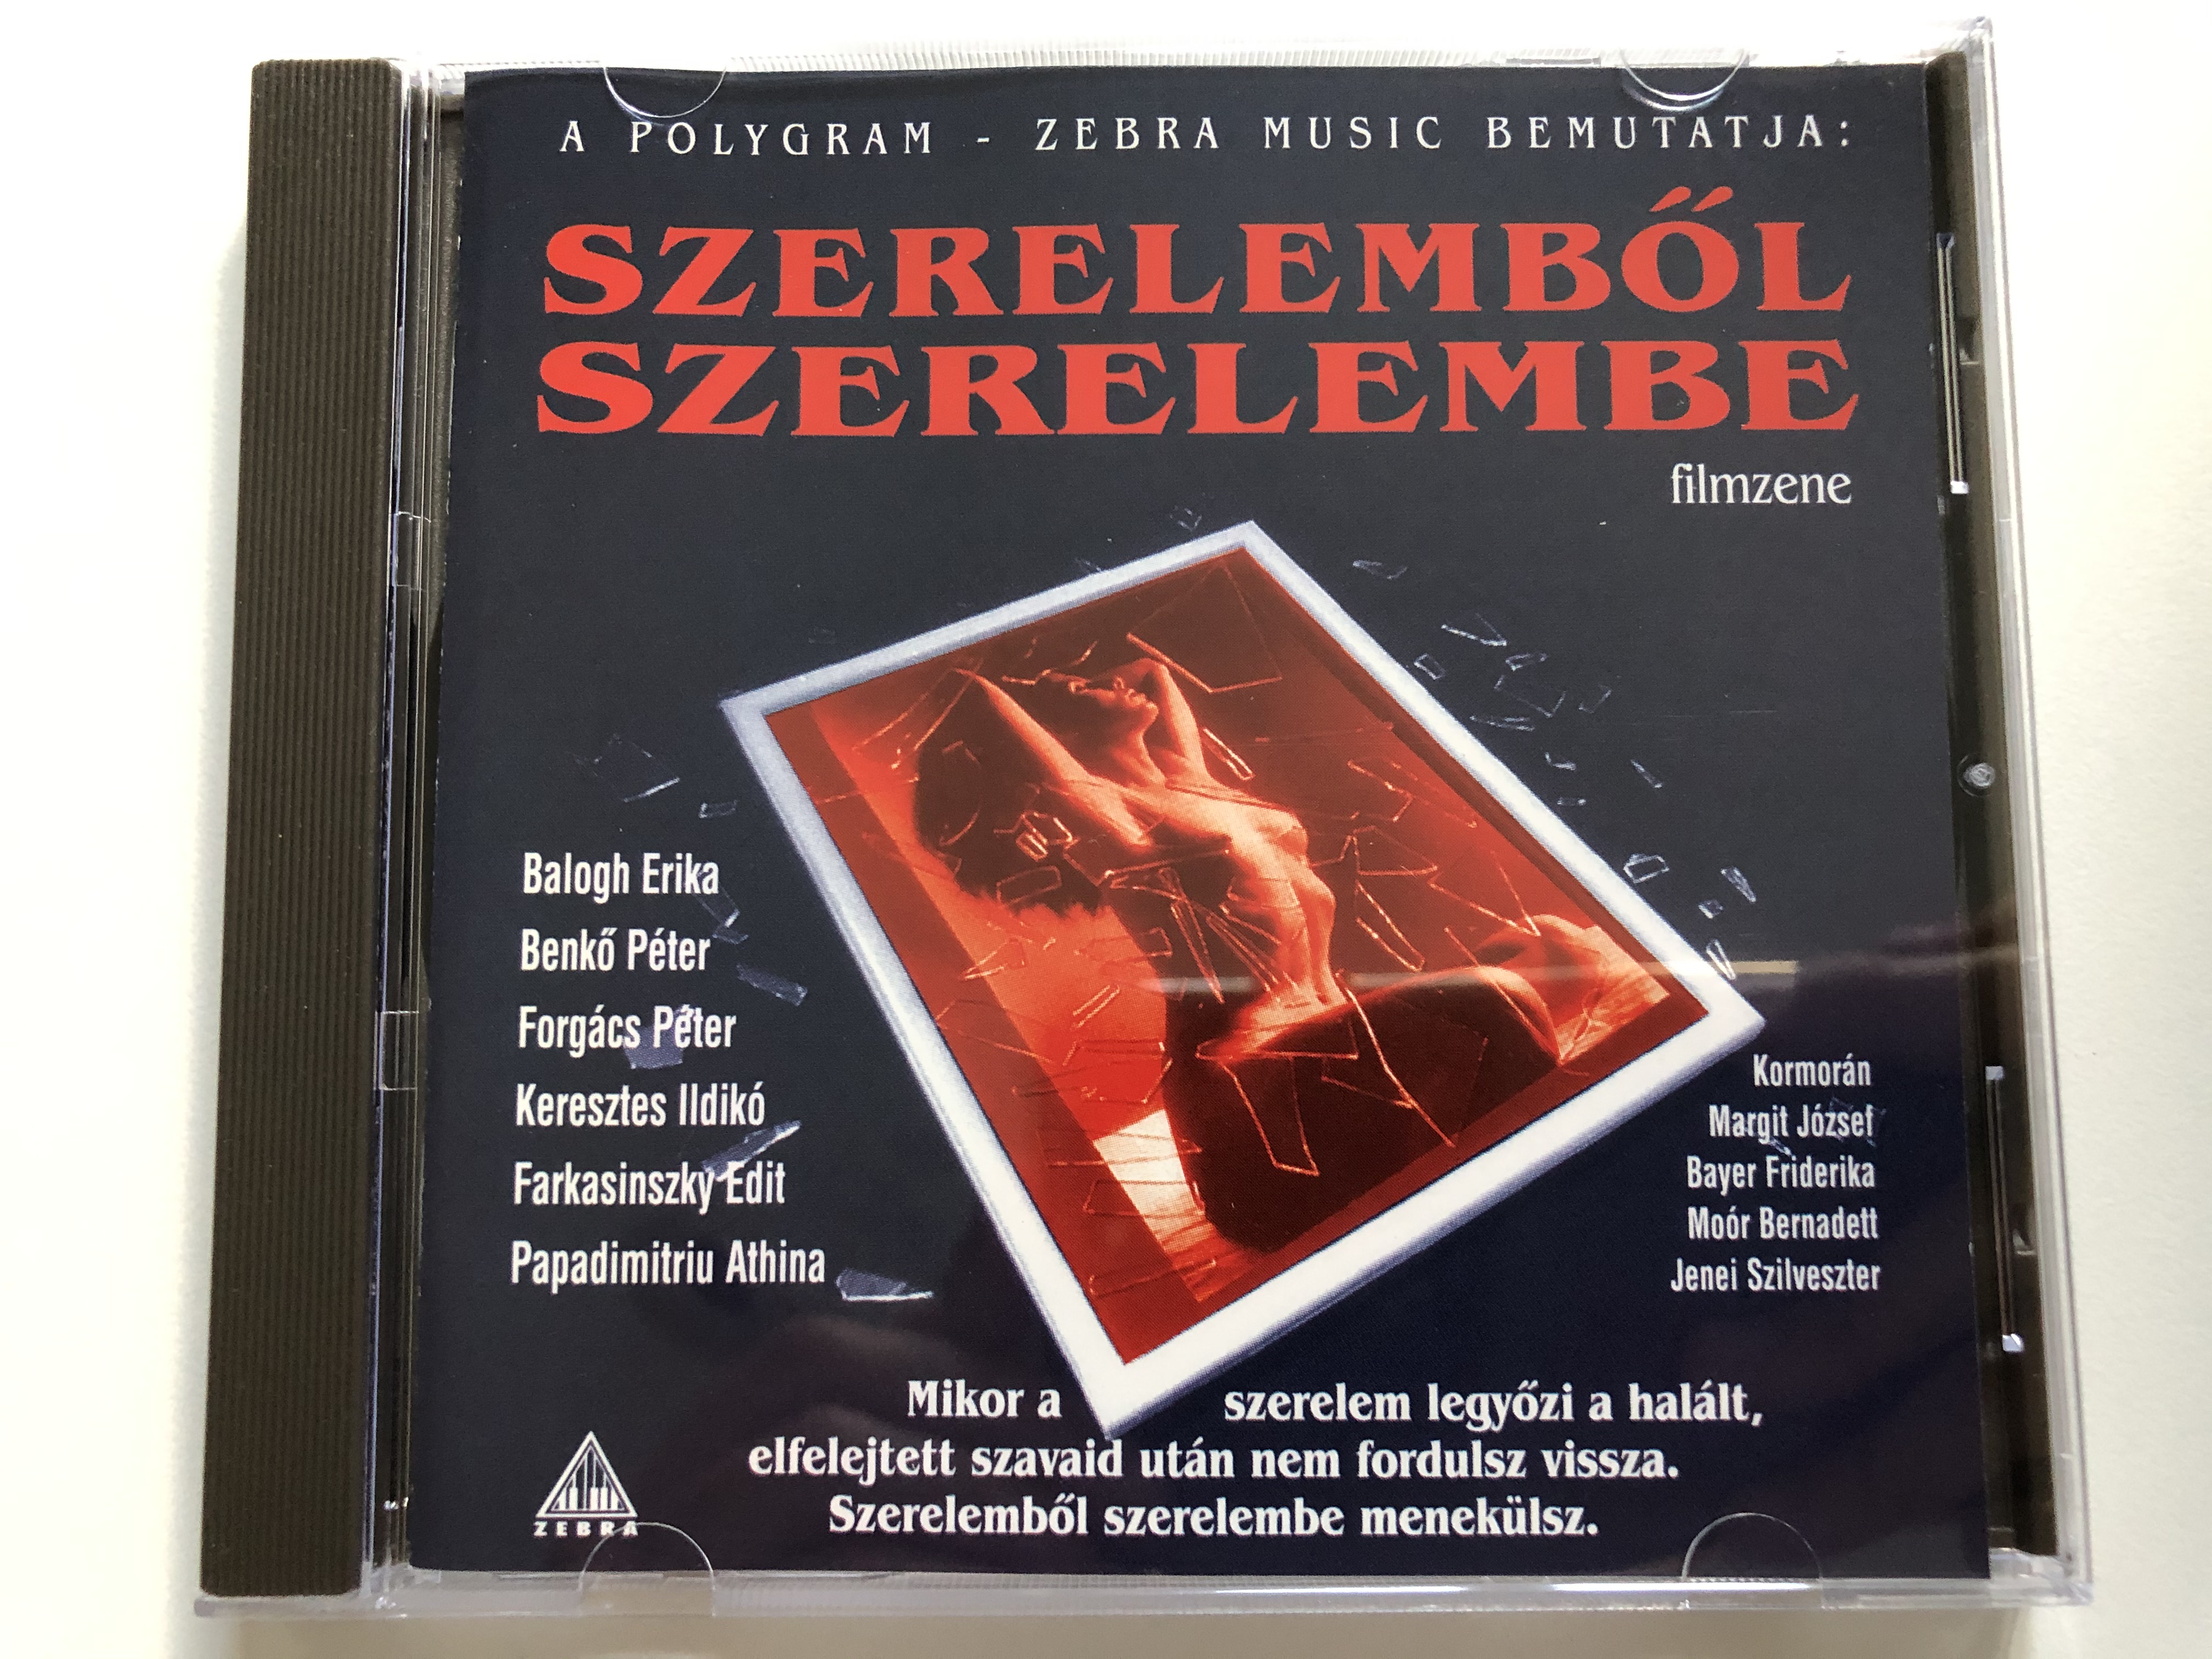 A POLYGRAM - ZEBRA MUSIC BEMUTATJA:
SZERELEMBŐL
SZERELEMBE
filmzene
Balogh Erika
Benkő Péter
Forgács Péter
Keresztes Ildikó
Farkasinszky Edit
Papadimitriu Athina
Kormorán
Margit József
Bayer Friderika
Moór Bernadett
Jenei Szilveszter
Mikor a szerelem legyőzi a halált,
elfelejtett szavaid után nem fordulsz vissza.
Szerelemből szerelembe menekülsz.
ZEBRA